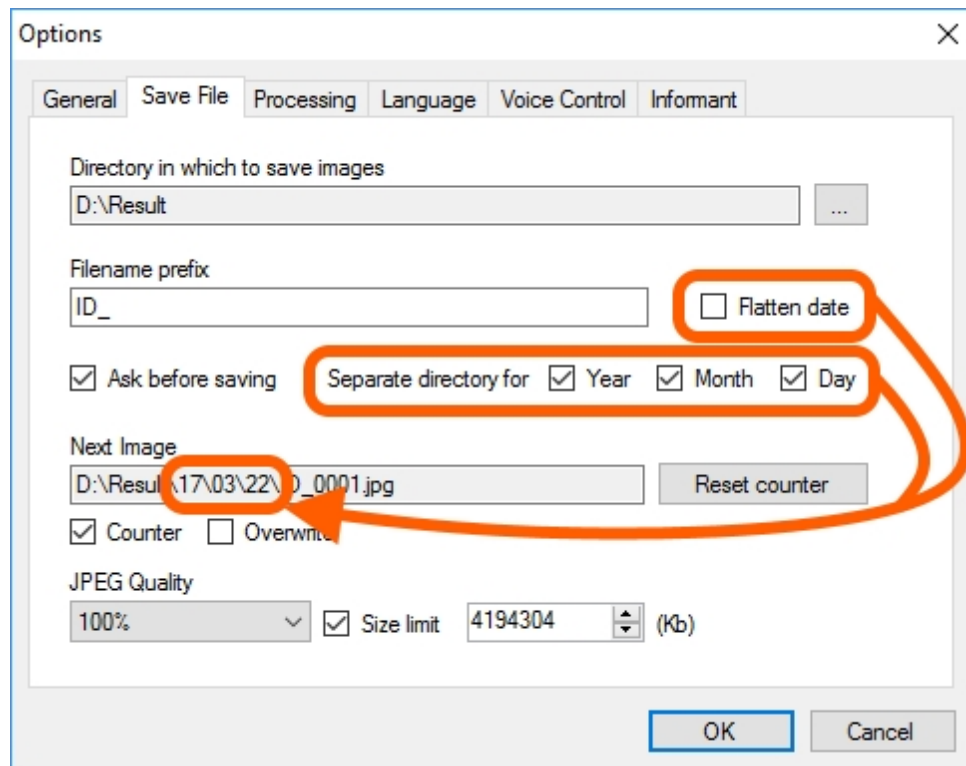 Options
General Save File Processing Language Voice Control Informant
Directory in which to save images
D:\Result
...
Filename prefix
ID_
Flatten date
Ask before saving
Separate directory for Year Month Day
Next Image
\17\03\22\ _0001.jpg
Reset counter
Counter
JPEG Quality
100%
Size limit 4194304 (Kb)
OK Cancel